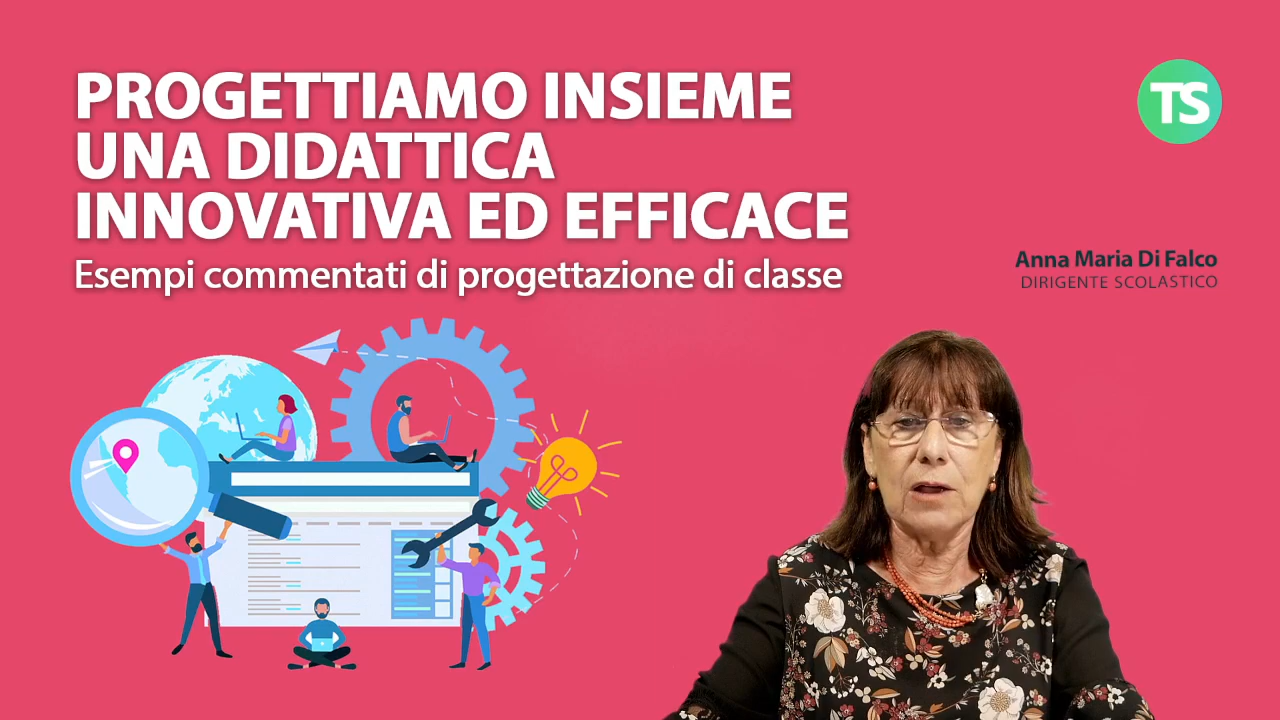 PROGETTIAMO INSIEME
UNA DIDATTICA
INNOVATIVA ED EFFICACE
Esempi commentati di progettazione di classe
TS
Anna Maria Di Falco
DIRIGENTE SCOLASTICO